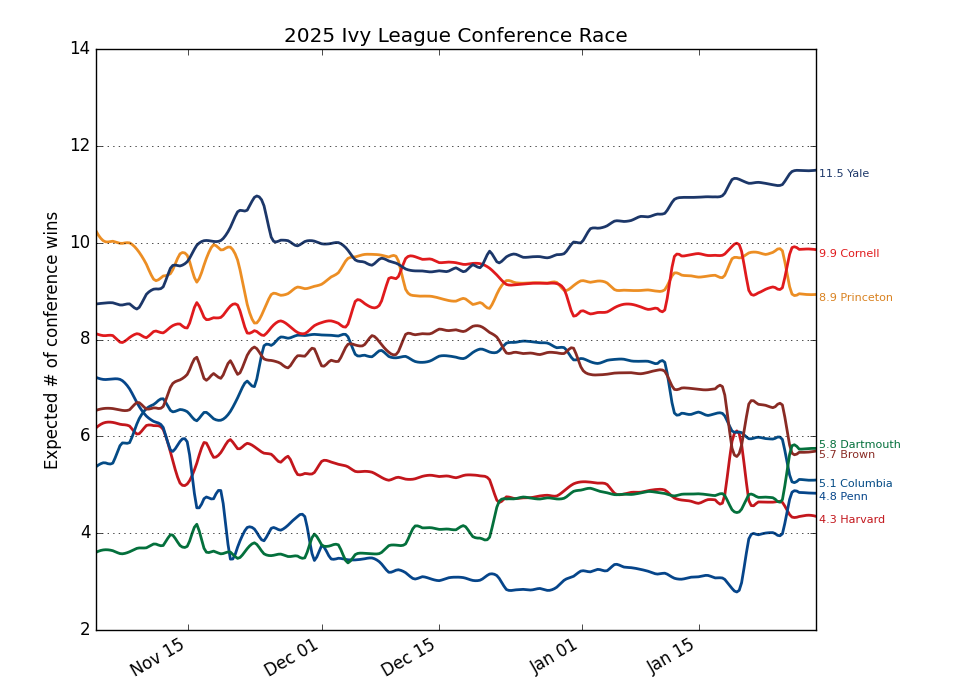 2025 Ivy League Conference Race
14
12
10
8
6
4
2
Expected # of conference wins
11.5 Yale
9.9 Cornell
8.9 Princeton
5.8 Dartmouth
5.7 Brown
5.1 Columbia
4.8 Penn
4.3 Harvard
Nov 15
Dec 01
Dec 15
Jan 01
Jan 15